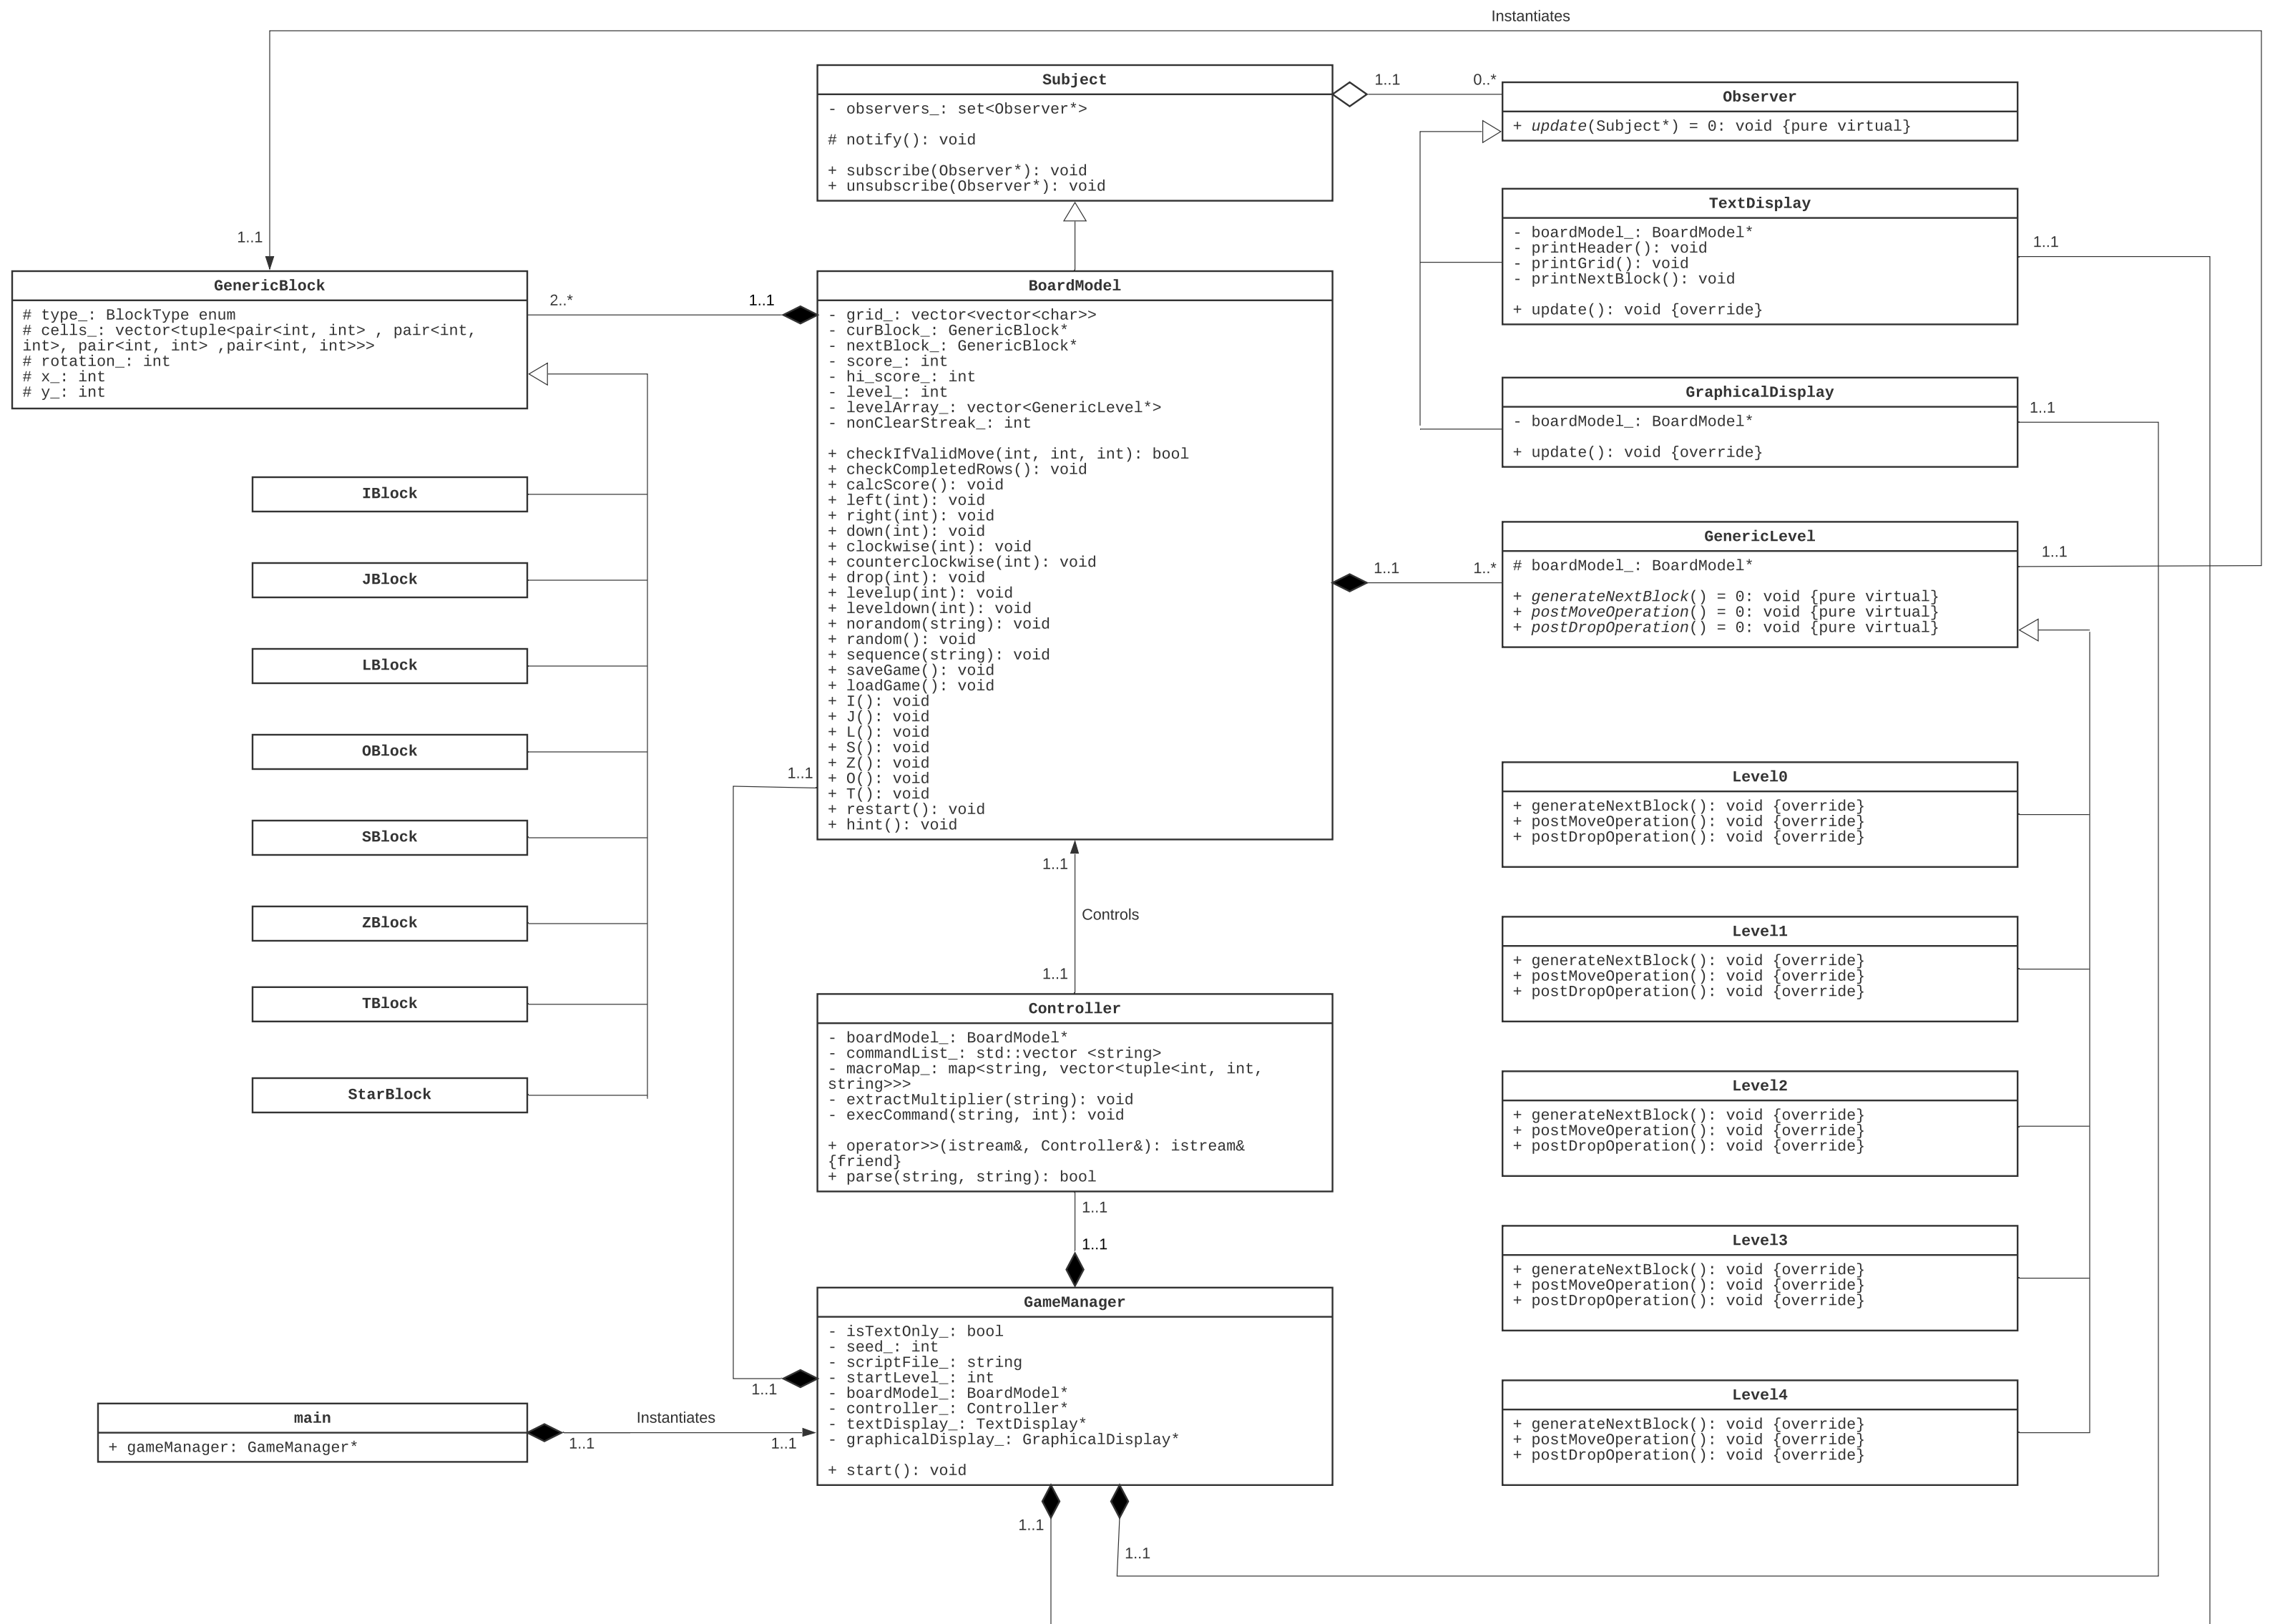 Instantiates
Subject
- observers_: set<Observer*>
# notify(): void
+ subscribe(Observer*): void
+ unsubscribe(Observer*): void
1..1
0..*
Observer
+ update(Subject*) = 0: void {pure virtual}
TextDisplay
- boardModel_: BoardModel*
- printHeader(): void
- printGrid(): void
- printNextBlock(): void
+ update(): void {override}
1..1
1..1
GenericBlock
# type_: BlockType enum
# cells_: vector<tuple<pair<int, int> , pair<int,
int>, pair<int, int> ,pair<int, int>>>
# rotation_: int
# x_: int
# y_: int
2..*
1..1
BoardModel
- grid_: vector<vector<char>>
- curBlock_: GenericBlock*
- nextBlock_: GenericBlock*
- score_: int
- hi_score_: int
- level_: int
- levelArray_: vector<GenericLevel*>
- nonClearStreak_: int
+ checkIfValidMove(int, int, int): bool
+ checkCompletedRows(): void
+ calcScore(): void
+ left(int): void
+ right(int): void
+ down(int): void
+ clockwise(int): void
+ counterclockwise(int): void
+ drop(int): void
+ levelup(int): void
+ leveldown(int): void
+ norandom(string): void
+ random(): void
+ sequence(string): void
+ saveGame(): void
+ loadGame(): void
+ I(): void
+ J(): void
+ L(): void
+ S(): void
+ Z(): void
+ O(): void
+ T(): void
+ restart(): void
+ hint(): void
GraphicalDisplay
- boardModel_: BoardModel*
+ update(): void {override}
1..1
1..1
1..*
GenericLevel
# boardModel_: BoardModel*
+ generateNextBlock() = 0: void {pure virtual}
+ postMoveOperation() = 0: void {pure virtual}
+ postDropOperation() = 0: void {pure virtual}
1..1
IBlock
JBlock
LBlock
OBlock
SBlock
ZBlock
TBlock
StarBlock
1..1
1..1
Controls
1..1
Level0
+ generateNextBlock(): void {override}
+ postMoveOperation(): void {override}
+ postDropOperation(): void {override}
Level1
+ generateNextBlock(): void {override}
+ postMoveOperation(): void {override}
+ postDropOperation(): void {override}
Level2
+ generateNextBlock(): void {override}
+ postMoveOperation(): void {override}
+ postDropOperation(): void {override}
Level3
+ generateNextBlock(): void {override}
+ postMoveOperation(): void {override}
+ postDropOperation(): void {override}
Level4
+ generateNextBlock(): void {override}
+ postMoveOperation(): void {override}
+ postDropOperation(): void {override}
Controller
- boardModel_: BoardModel*
- commandList_: std::vector <string>
- macroMap_: map<string, vector<tuple<int, int,
string>>>
- extractMultiplier(string): void
- execCommand(string, int): void
+ operator>>(istream&, Controller&): istream&
{friend}
+ parse(string, string): bool
1..1
1..1
GameManager
- isTextOnly_: bool
- seed_: int
- scriptFile_: string
- startLevel_: int
- boardModel_: BoardModel*
- controller_: Controller*
- textDisplay_: TextDisplay*
- graphicalDisplay_: GraphicalDisplay*
+ start(): void
1..1
main
+ gameManager: GameManager*
Instantiates
1..1
1..1
1..1
1..1